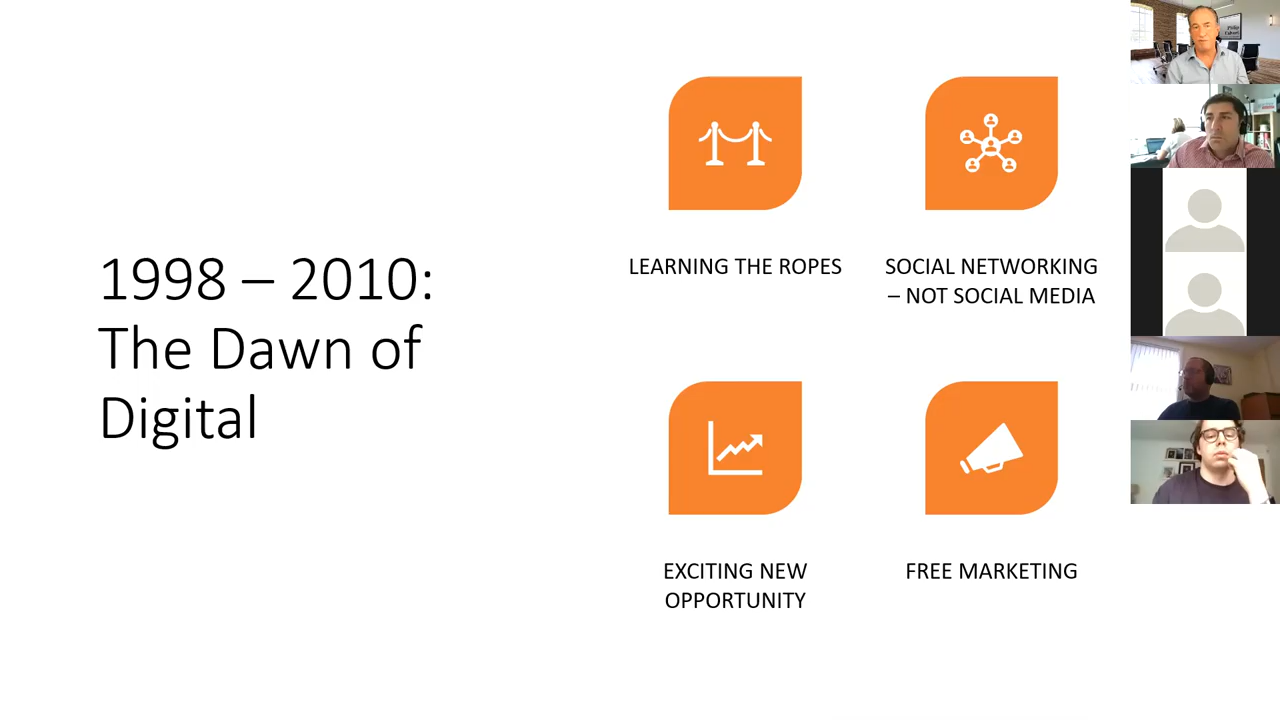 1998 – 2010:
The Dawn of
Digital
LEARNING THE ROPES
SOCIAL NETWORKING
– NOT SOCIAL MEDIA
EXCITING NEW
OPPORTUNITY
FREE MARKETING